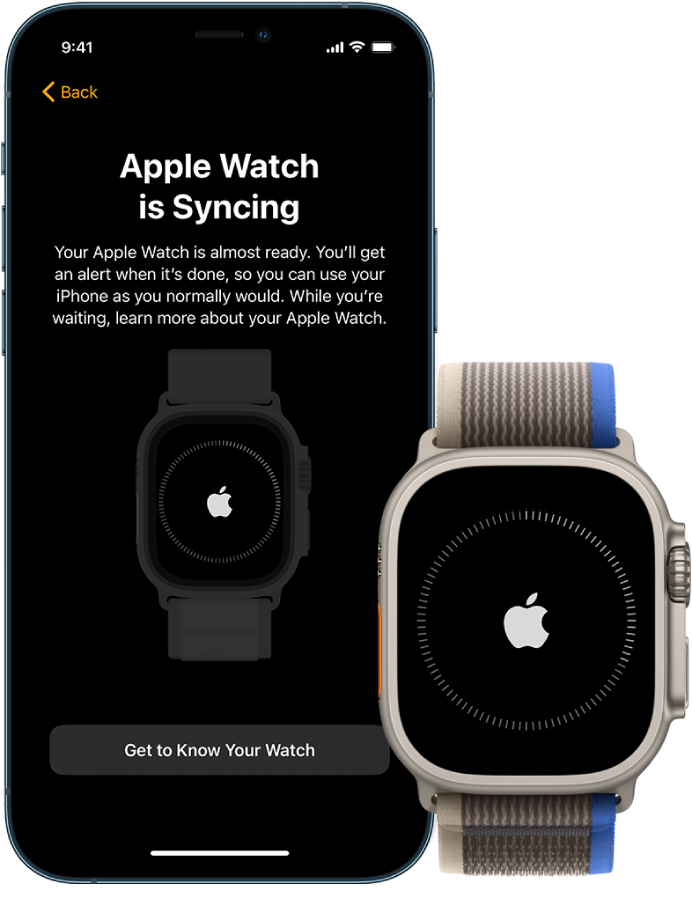 9:41
Back
Apple Watch
is Syncing
Your Apple Watch is almost ready. You’ll get
an alert when it’s done, so you can use your
iPhone as you normally would. While you’re
waiting, learn more about your Apple Watch.
Get to Know Your Watch